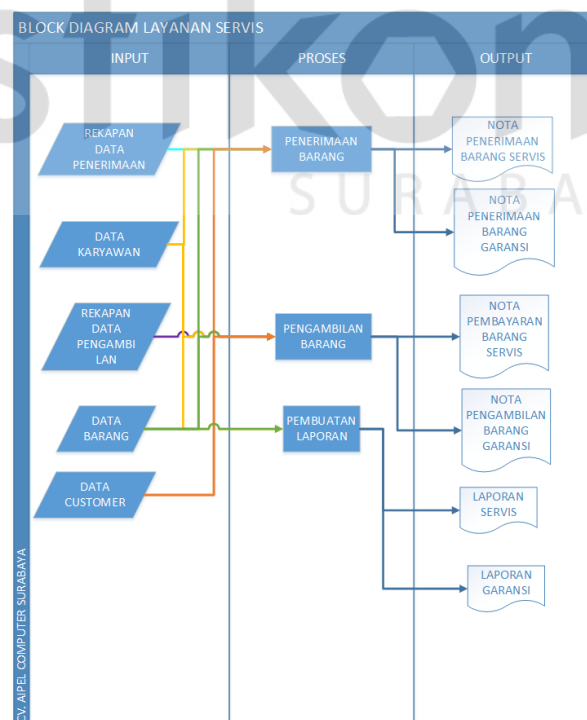 BLOCK DIAGRAM LAYANAN SERVIS
INPUT
PROSES
OUTPUT
REKAPAN
DATA
PENERIMAAN
PENERIMAAN
BARANG
NOTA
PENERIMAAN
BARANG SERVIS
NOTA
PENERIMAAN
BARANG
GARANSI
DATA
KARYAWAN
REKAPAN
DATA
PENGAMBI
LAN
PENGAMBILAN
BARANG
NOTA
PEMBAYARAN
BARANG
SERVIS
NOTA
PENGAMBILAN
BARANG
GARANSI
DATA
BARANG
PEMBUATAN
LAPORAN
DATA
CUSTOMER
LAPORAN
SERVIS
LAPORAN
GARANSI
CV. AIPEL COMPUTER SURABAYA
stikom
SURABA